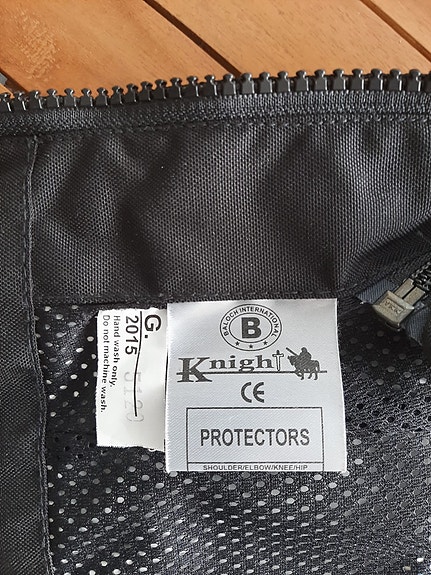 G.
2015
Hand wash only.
Do not machine wash.
BALOCH INTERNATIONAL
B
Knight
CE
PROTECTORS
SHOULDER/ELBOW/KNEE/HIP